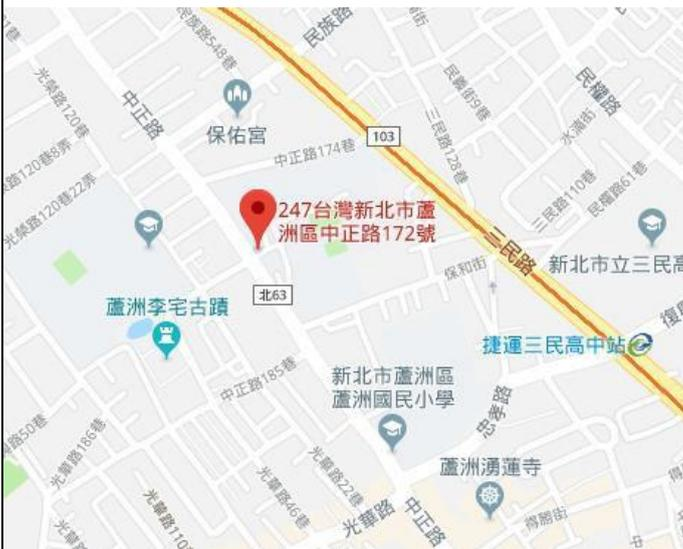 民族路548巷
民族路
中正路
光榮路120巷
保佑宮
103
民義街9巷
民權路
水湳街
中正路174巷
三民路128巷
光榮路120巷22弄
247台灣新北市蘆
洲區中正路172號
三民路110巷
民權路61巷
三民路
保和街
新北市立三民高
北63
蘆洲李宅古蹟
捷運三民高中站
中正路185巷
新北市蘆洲區
蘆洲國民小學
忠孝路
光華路186巷
光華路22巷
光華路46巷
蘆洲湧蓮寺
光華路
中正路
得勝街